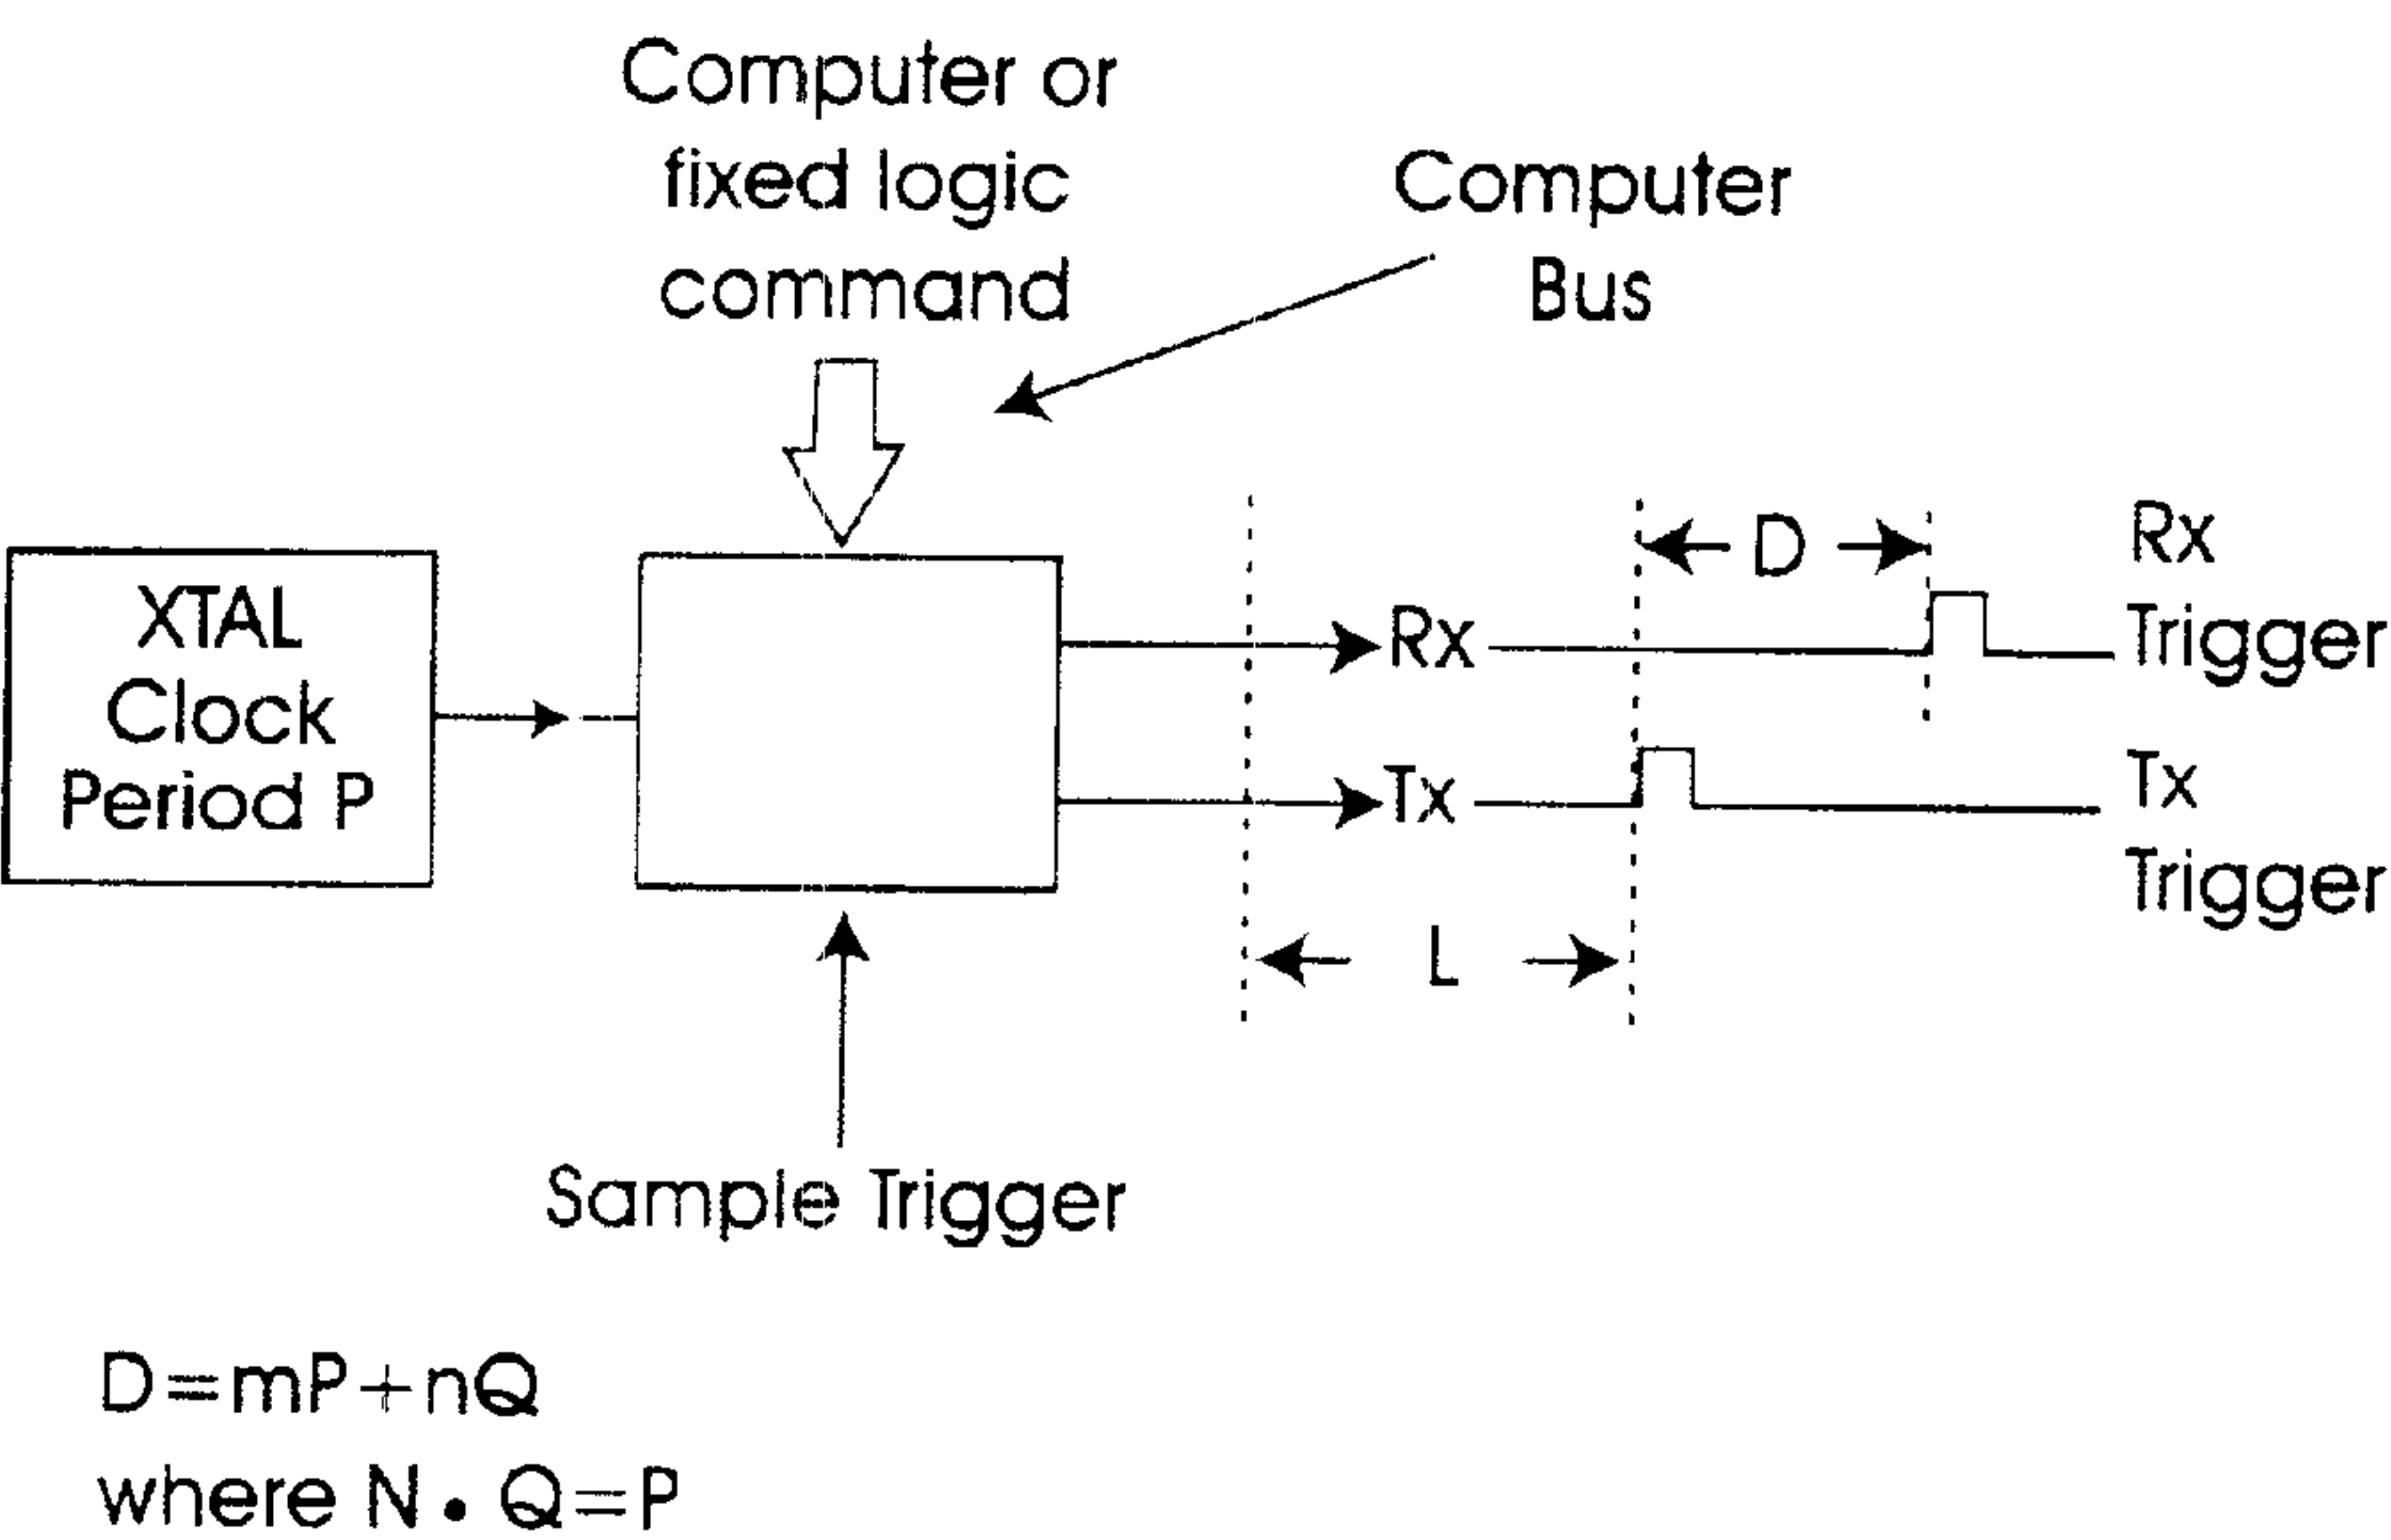 Computer or
fixed logic
command
Computer
Bus
XTAL
Clock
Period P
Rx
Tx
D
L
Rx
Trigger
Tx
Trigger
Sample Trigger
D=mP+nQ
where N • Q=P